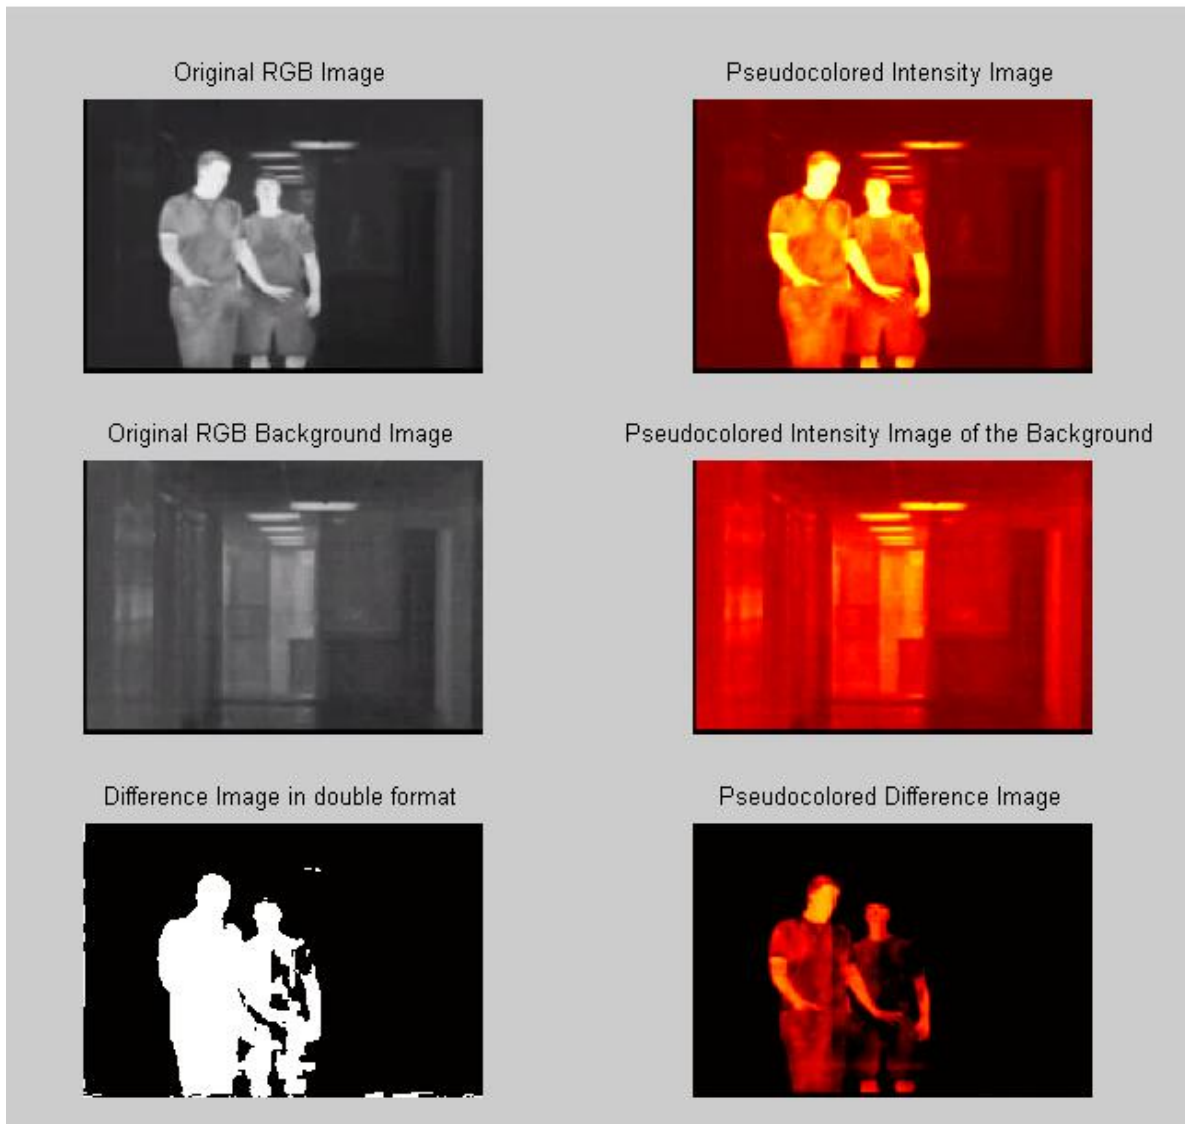 Original RGB Image
Pseudocolored Intensity Image
Original RGB Background Image
Pseudocolored Intensity Image of the Background
Difference Image in double format
Pseudocolored Difference Image